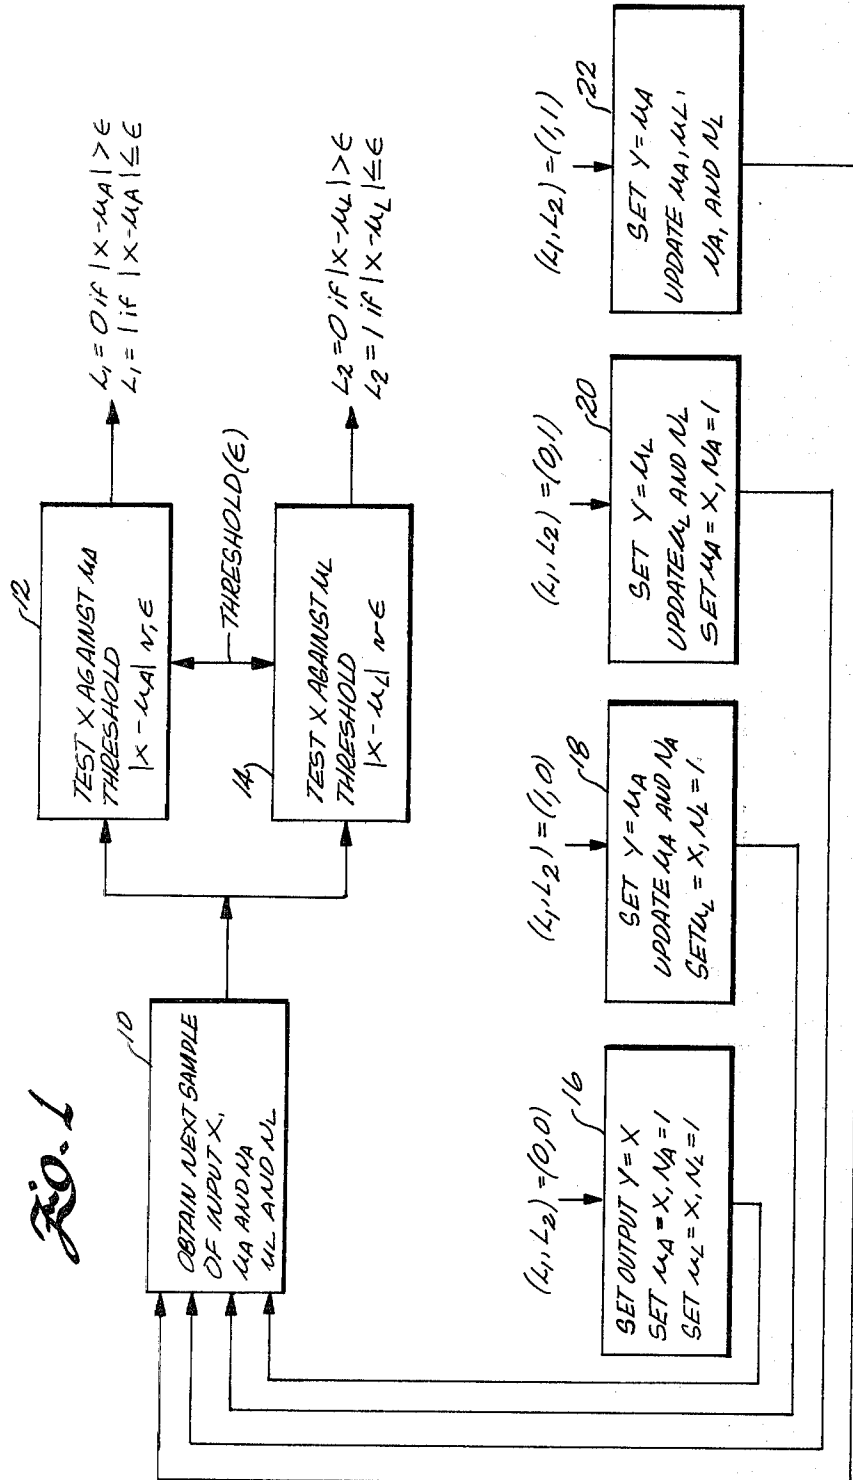 Fig. 1
10
OBTAIN NEXT SAMPLE
OF INPUT X,
μA AND NA
μL AND NL
12
TEST X AGAINST μA
THRESHOLD
|X-μA| v, ε
L1=0 if |X-μA|>ε
L1=1 if |X-μA|≤ε
THRESHOLD(ε)
14
TEST X AGAINST μL
THRESHOLD
|X-μL| v ε
L2=0 if |X-μL|>ε
L2=1 if |X-μL|≤ε
(L1,L2)=(0,0)
16
SET OUTPUT Y=X
SET μA=X, NA=1
SET μL=X, NL=1
(L1,L2)=(1,0)
18
SET Y=μA
UPDATE μA AND NA
SET μL=X, NL=1.
(L1,L2)=(0,1)
20
SET Y=μL
UPDATE μL AND NL
SET μA=X, NA=1
(L1,L2)=(1,1)
22
SET Y=μA
UPDATE μA, μL,
NA, AND NL